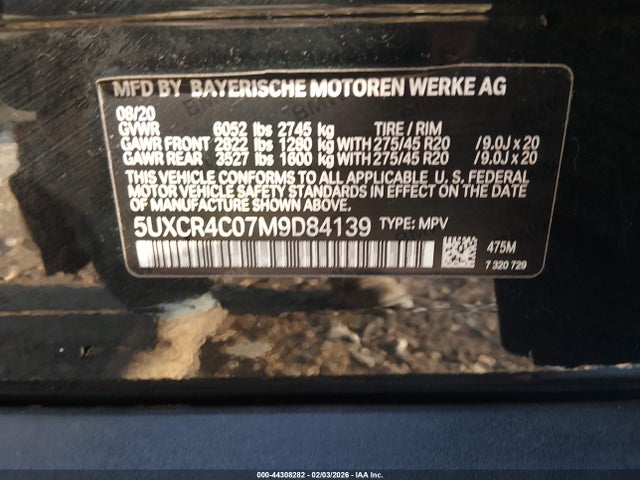 MFD BY BAYERISCHE MOTOREN WERKE AG
08/20
GVWR 6052 lbs 2745 kg TIRE / RIM
GAWR FRONT 2822 lbs 1280 kg WITH 275/45 R20 / 9.0J x 20
GAWR REAR 3527 lbs 1600 kg WITH 275/45 R20 / 9.0J x 20
THIS VEHICLE CONFORMS TO ALL APPLICABLE U. S. FEDERAL
MOTOR VEHICLE SAFETY STANDARDS IN EFFECT ON THE DATE
OF MANUFACTURE SHOWN ABOVE.
5UXCR4C07M9D84139 TYPE: MPV
475M
7 320 729
000-44308282 | 02/03/2026 | IAA Inc.